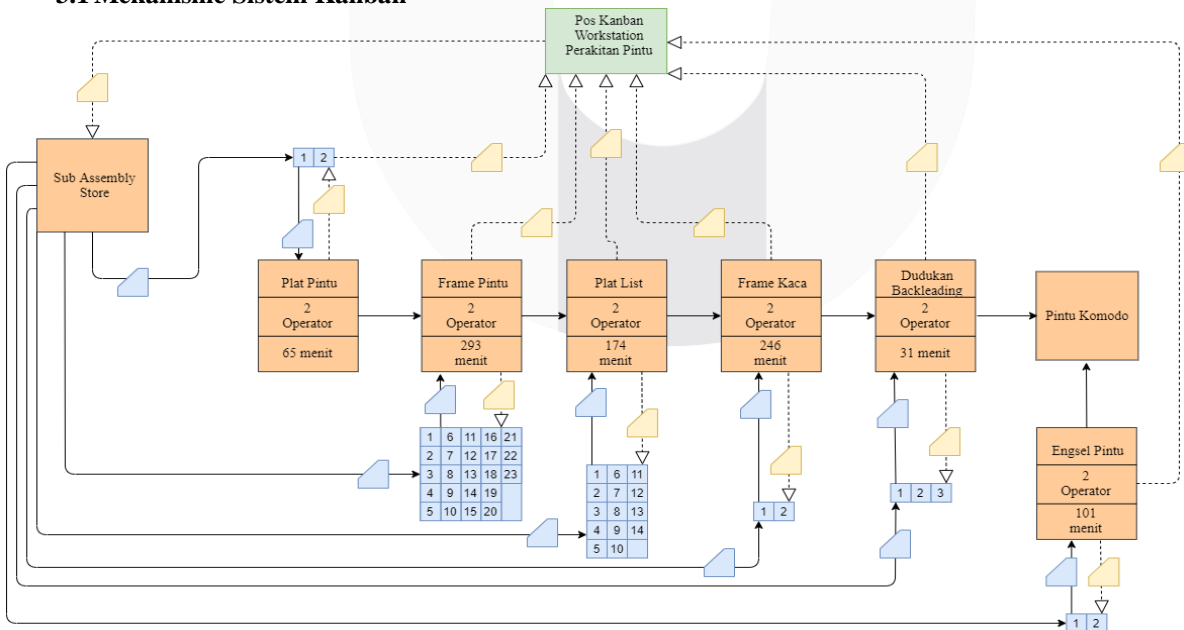 3.1 Mekanisme Sistem Kanban
Pos Kanban
Workstation
Perakitan Pintu
Sub Assembly
Store
1 2
Plat Pintu
2
Operator
65 menit
Frame Pintu
2
Operator
293
menit
Plat List
2
Operator
174
menit
Frame Kaca
2
Operator
246
menit
Dudukan
Backleading
2
Operator
31 menit
Pintu Komodo
1 6 11 16 21
2 7 12 17 22
3 8 13 18 23
4 9 14 19
5 10 15 20
1 6 11
2 7 12
3 8 13
4 9 14
5 10
1 2
1 2 3
Engsel Pintu
2
Operator
101
menit
1 2